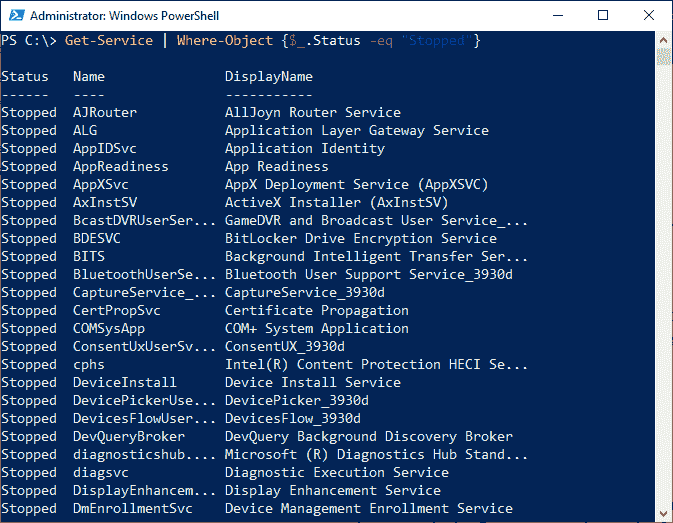 Administrator: Windows PowerShell
PS C:\> Get-Service | Where-Object {$_.Status -eq "Stopped"}
Status   Name               DisplayName
------   ----               -----------
Stopped  AJRouter           AllJoyn Router Service
Stopped  ALG                Application Layer Gateway Service
Stopped  AppIDSvc           Application Identity
Stopped  AppReadiness       App Readiness
Stopped  AppXSvc            AppX Deployment Service (AppXSVC)
Stopped  AxInstSV           ActiveX Installer (AxInstSV)
Stopped  BcastDVRUserSer... GameDVR and Broadcast User Service_...
Stopped  BDESVC             BitLocker Drive Encryption Service
Stopped  BITS               Background Intelligent Transfer Ser...
Stopped  BluetoothUserSe... Bluetooth User Support Service_3930d
Stopped  CaptureService_... CaptureService_3930d
Stopped  CertPropSvc        Certificate Propagation
Stopped  COMSysApp          COM+ System Application
Stopped  ConsentUxUserSv... ConsentUX_3930d
Stopped  cphs               Intel(R) Content Protection HECI Se...
Stopped  DeviceInstall      Device Install Service
Stopped  DevicePickerUse... DevicePicker_3930d
Stopped  DevicesFlowUser... DevicesFlow_3930d
Stopped  DevQueryBroker     DevQuery Background Discovery Broker
Stopped  diagnosticshub.... Microsoft (R) Diagnostics Hub Stand...
Stopped  diagsvc            Diagnostic Execution Service
Stopped  DisplayEnhancem... Display Enhancement Service
Stopped  DmEnrollmentSvc    Device Management Enrollment Service